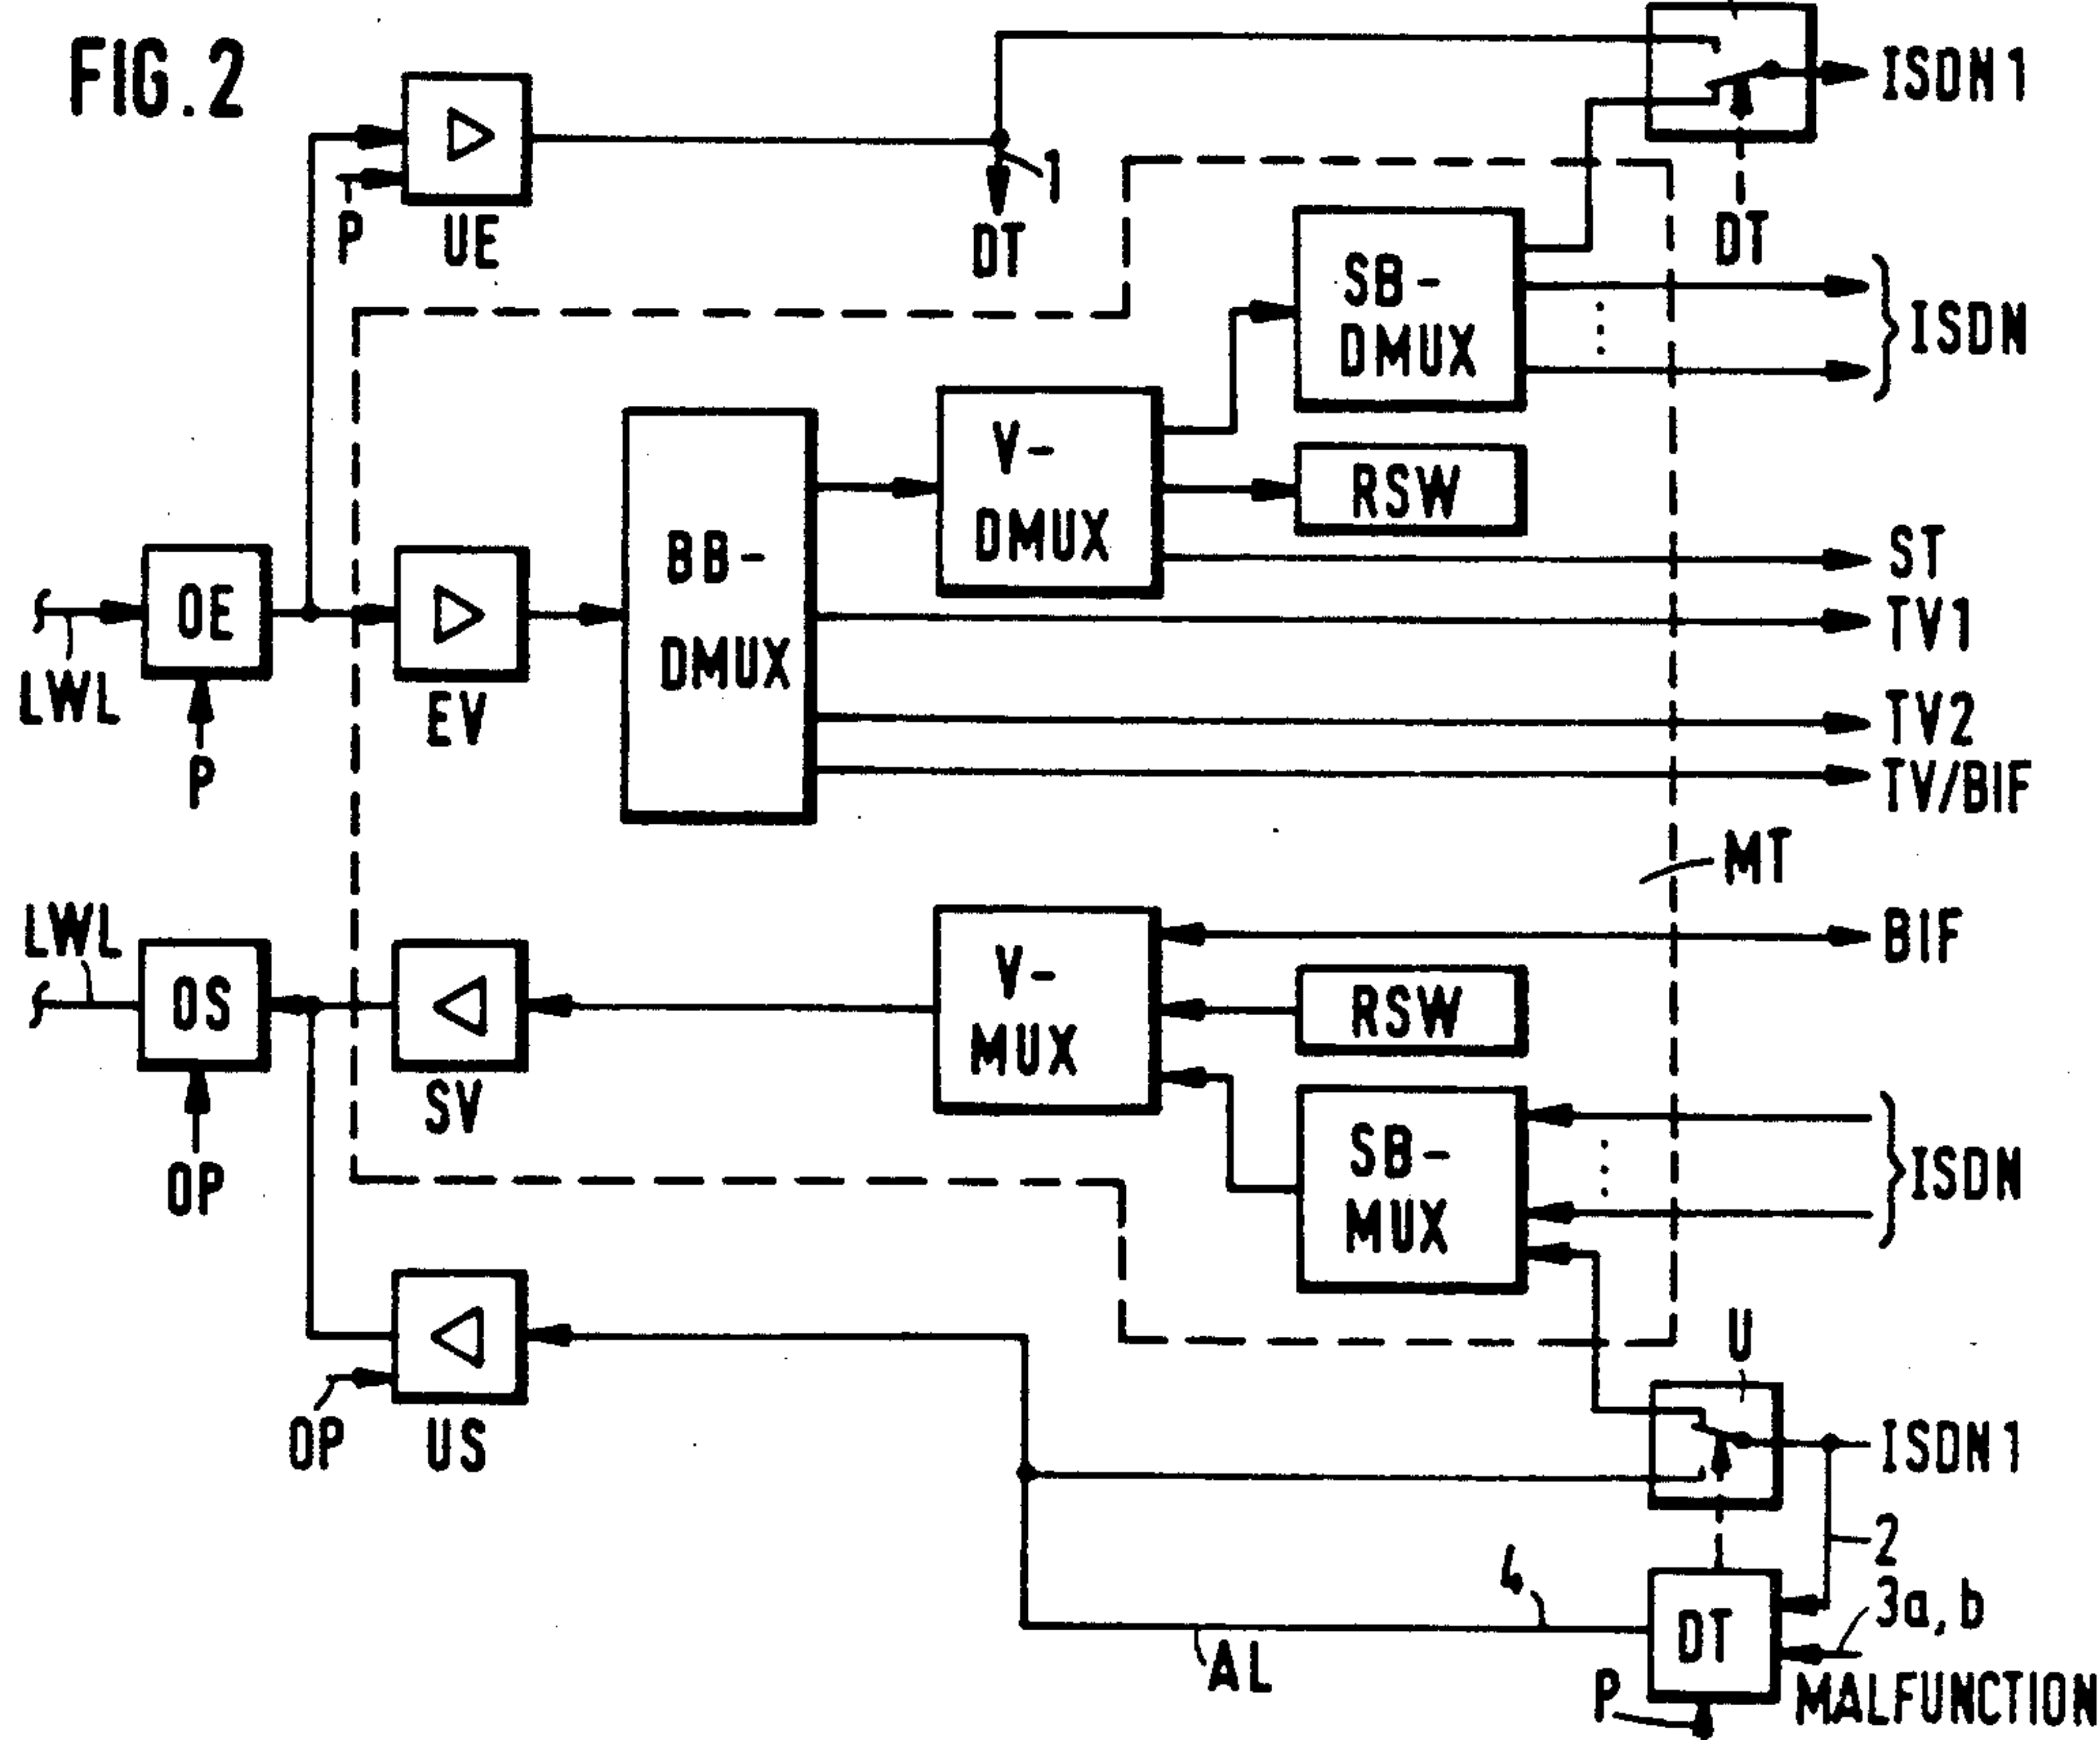 FIG.2
ISDN1
P
UE
1
DT
DT
SB-
DMUX
ISDN
V-
DMUX
RSW
BB-
DMUX
ST
TV1
TV2
TV/BIF
OE
LWL
P
EV
MT
LWL
OS
OP
SV
V-
MUX
BIF
RSW
SB-
MUX
ISDN
OP
US
U
ISDN1
2
3a,b
4
AL
DT
P
MALFUNCTION